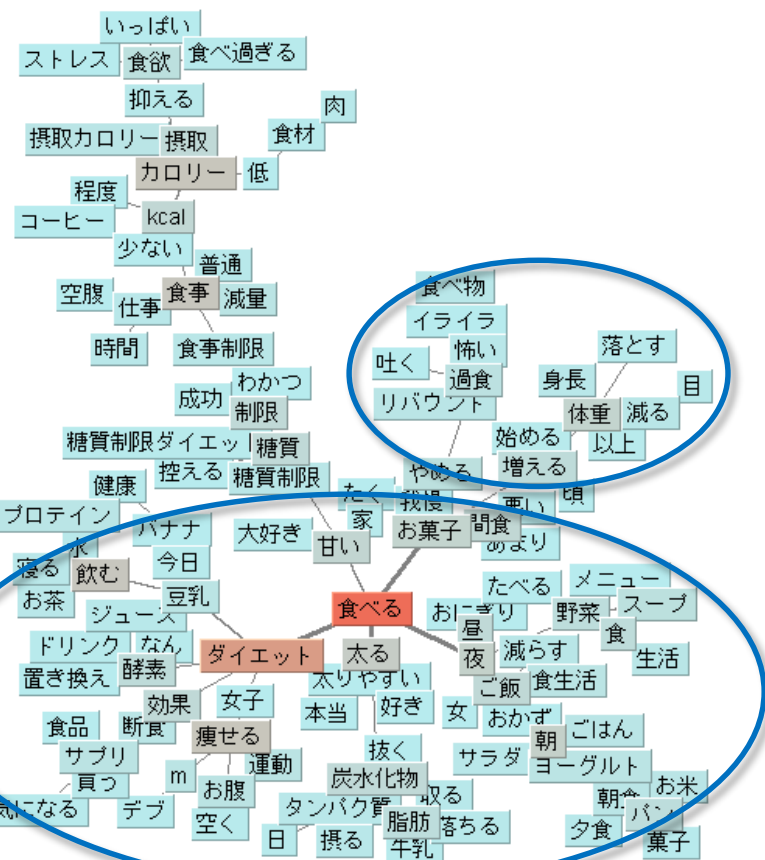 いっぱい
ストレス
食欲
食べ過ぎる
抑える
肉
摂取カロリー
摂取
食材
カロリー
低
程度
コーヒー
kcal
少ない
普通
空腹
仕事
食事
減量
時間
食事制限
食べ物
イライラ
怖い
吐く
過食
リバウンド
落とす
身長
目
体重
減る
始める
以上
やめる
増える
わかつ
成功
制限
糖質制限ダイエッ
糖質
控える
糖質制限
健康
たく
我慢
悪い
頃
プロテイン
バナナ
大好き
家
甘い
お菓子
間食
あまり
水
寝る
飲む
今日
お茶
豆乳
ジュース
食べる
おにぎり
たべる
メニュー
野菜
スープ
昼
食
ドリンク
なん
ダイエット
太る
夜
減らす
生活
置き換え
酵素
太りやすい
ご飯
食生活
効果
女子
本当
好き
女
おかず
食品
断食
痩せる
抜く
朝
ごはん
サプリ
運動
サラダ
ヨーグルト
買つ
m
お腹
炭水化物
取る
朝食
お米
気になる
デブ
空く
タンパク質
脂肪
落ちる
パン
日
摂る
牛乳
夕食
菓子